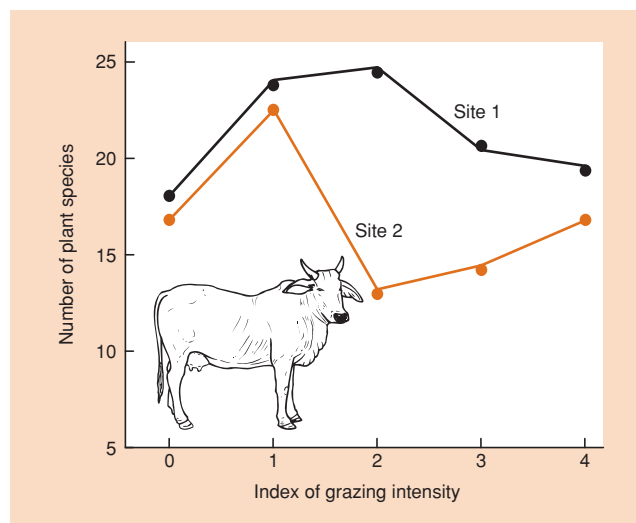 25
20
15
10
5
Number of plant species
Site 1
Site 2
0 1 2 3 4
Index of grazing intensity